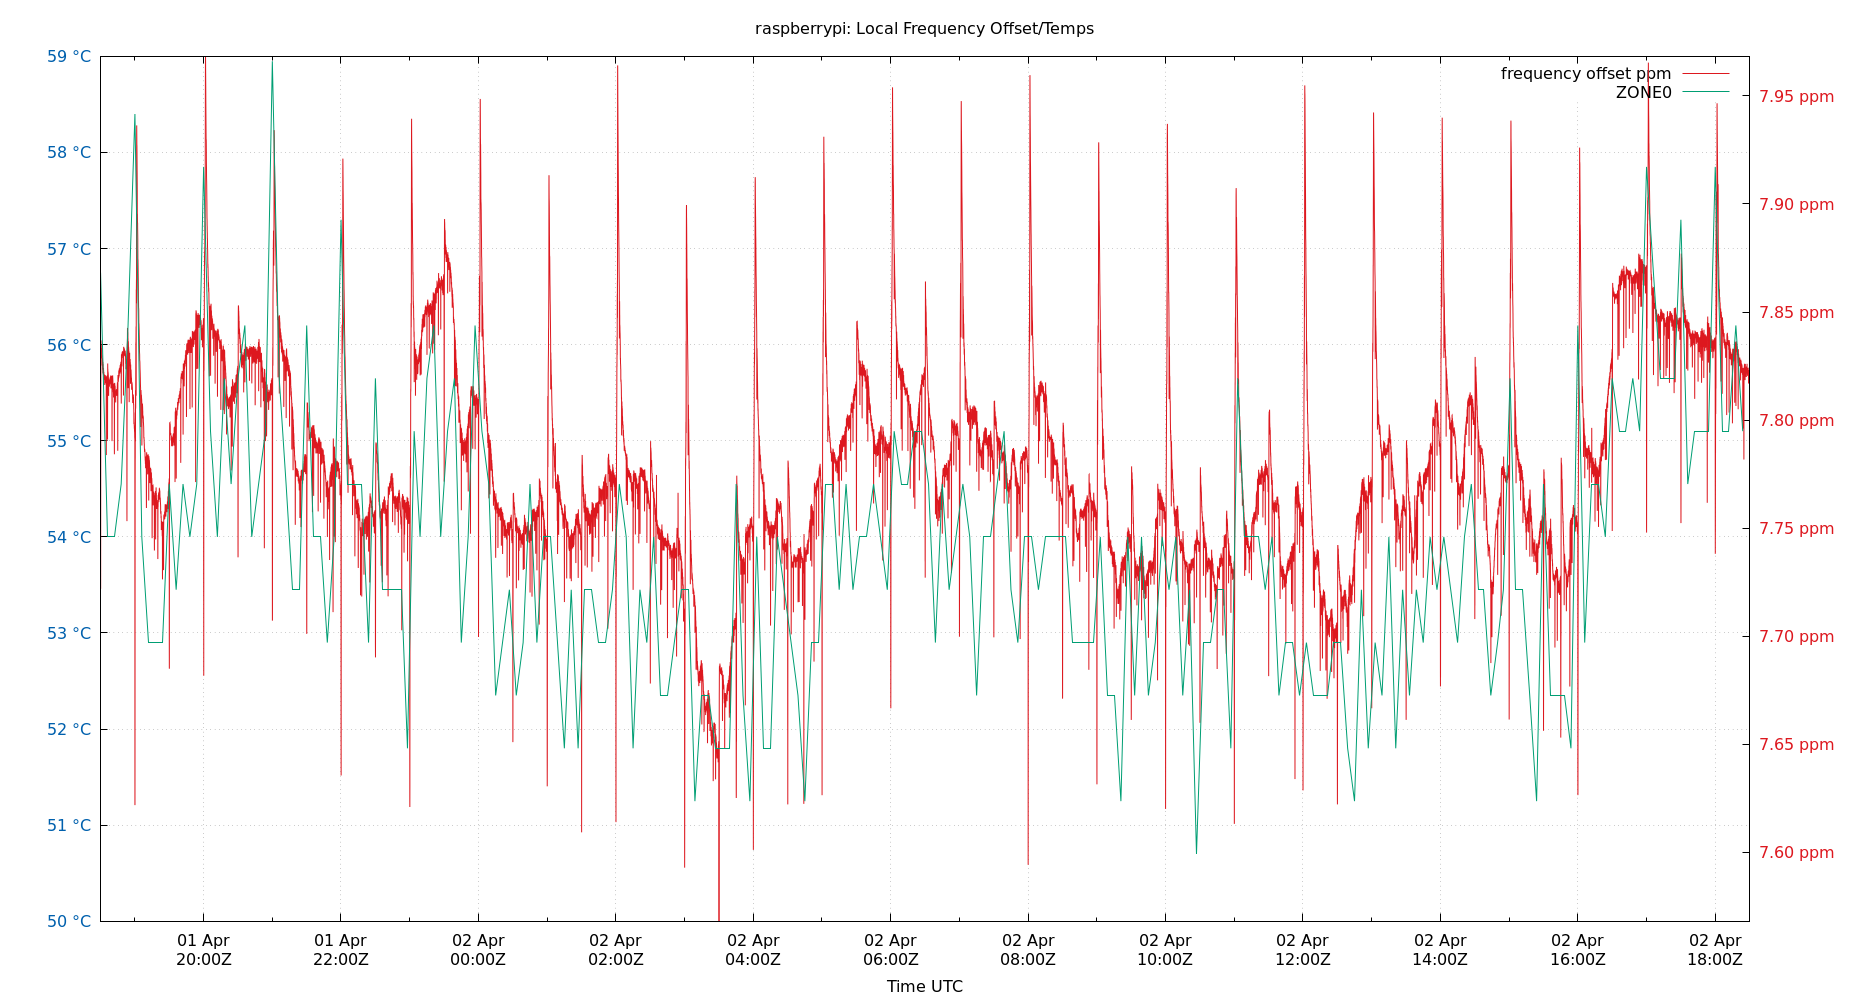 raspberrypi: Local Frequency Offset/Temps
frequency offset ppm
ZONE0
59 °C
58 °C
57 °C
56 °C
55 °C
54 °C
53 °C
52 °C
51 °C
50 °C
7.95 ppm
7.90 ppm
7.85 ppm
7.80 ppm
7.75 ppm
7.70 ppm
7.65 ppm
7.60 ppm
01 Apr
20:00Z
01 Apr
22:00Z
02 Apr
00:00Z
02 Apr
02:00Z
02 Apr
04:00Z
02 Apr
06:00Z
02 Apr
08:00Z
02 Apr
10:00Z
02 Apr
12:00Z
02 Apr
14:00Z
02 Apr
16:00Z
02 Apr
18:00Z
Time UTC